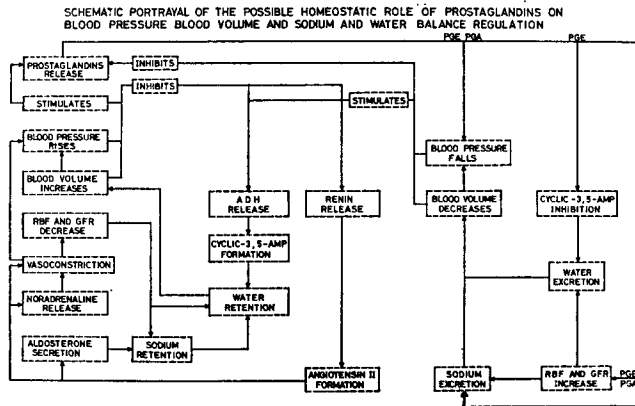 SCHEMATIC PORTRAYAL OF THE POSSIBLE HOMEOSTATIC ROLE OF PROSTAGLANDINS ON
BLOOD PRESSURE BLOOD VOLUME AND SODIUM AND WATER BALANCE REGULATION
PGE PGA
PGE
PROSTAGLANDINS
RELEASE
INHIBITS
STIMULATES
INHIBITS
STIMULATES
BLOOD PRESSURE
RISES
BLOOD PRESSURE
FALLS
BLOOD VOLUME
INCREASES
ADH
RELEASE
RENIN
RELEASE
BLOOD VOLUME
DECREASES
CYCLIC-3,5-AMP
INHIBITION
RBF AND GFR
DECREASE
CYCLIC-3,5-AMP
FORMATION
VASOCONSTRICTION
WATER
EXCRETION
NORADRENALINE
RELEASE
WATER
RETENTION
ALDOSTERONE
SECRETION
SODIUM
RETENTION
ANGIOTENSIN II
FORMATION
SODIUM
EXCRETION
RBF AND GFR
INCREASE
PGE
PGA